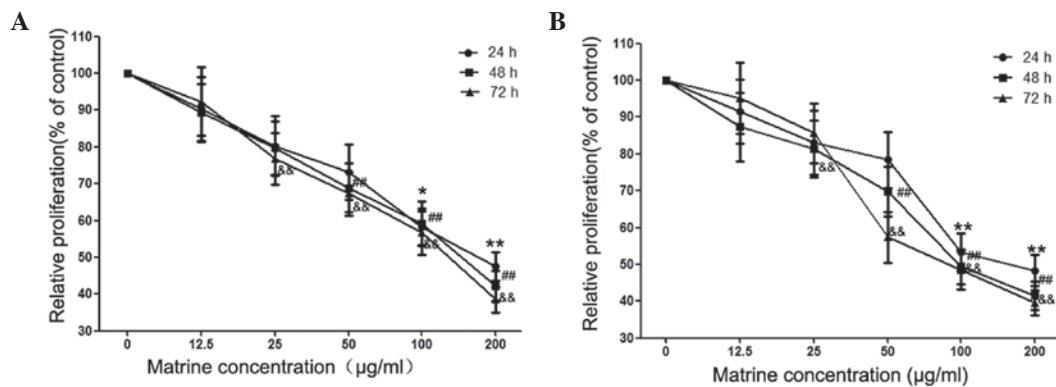 A
110
100
90
80
70
60
50
40
30
Relative proliferation(% of control)
24 h
48 h
72 h
&&
##
&&
*
##
&&
**
##
&&
0 12.5 25 50 100 200
Matrine concentration（μg/ml）
B
110
100
90
80
70
60
50
40
30
Relative proliferation(% of control)
24 h
48 h
72 h
&&
##
&&
**
##
&&
**
##
&&
0 12.5 25 50 100 200
Matrine concentration (μg/ml)